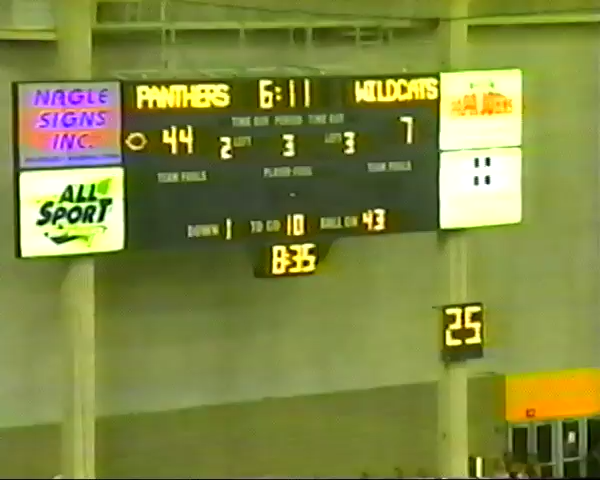 NAGLE
SIGNS
INC.
PANTHERS 6:11 WILDCATS
TIME OUT PERIOD TIME OUT
44 2 LEFT 3 LEFT 3 7
TEAM FOULS PLAYER-FOUL TEAM FOULS
ALL
SPORT
DOWN 1 TO GO 10 BALL ON 43
8:35
25